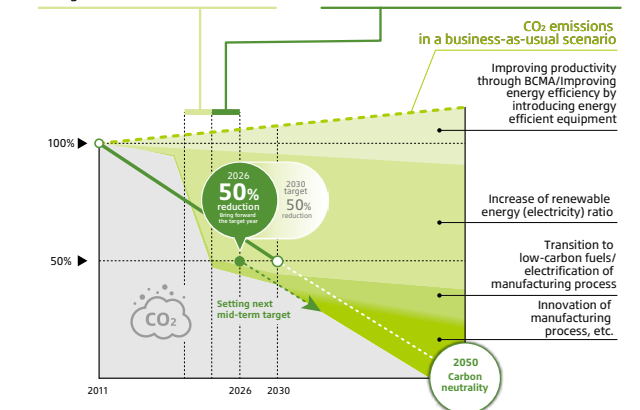 CO₂ emissions
in a business-as-usual scenario
Improving productivity
through BCMA/Improving
energy efficiency by
introducing energy
efficient equipment
100%
2026
50%
reduction
Bring forward
the target year
2030
target
50%
reduction
Increase of renewable
energy (electricity) ratio
50%
Transition to
low-carbon fuels/
electrification of
manufacturing process
Setting next
mid-term target
CO₂
Innovation of
manufacturing
process, etc.
2050
Carbon
neutrality
2011
2026
2030